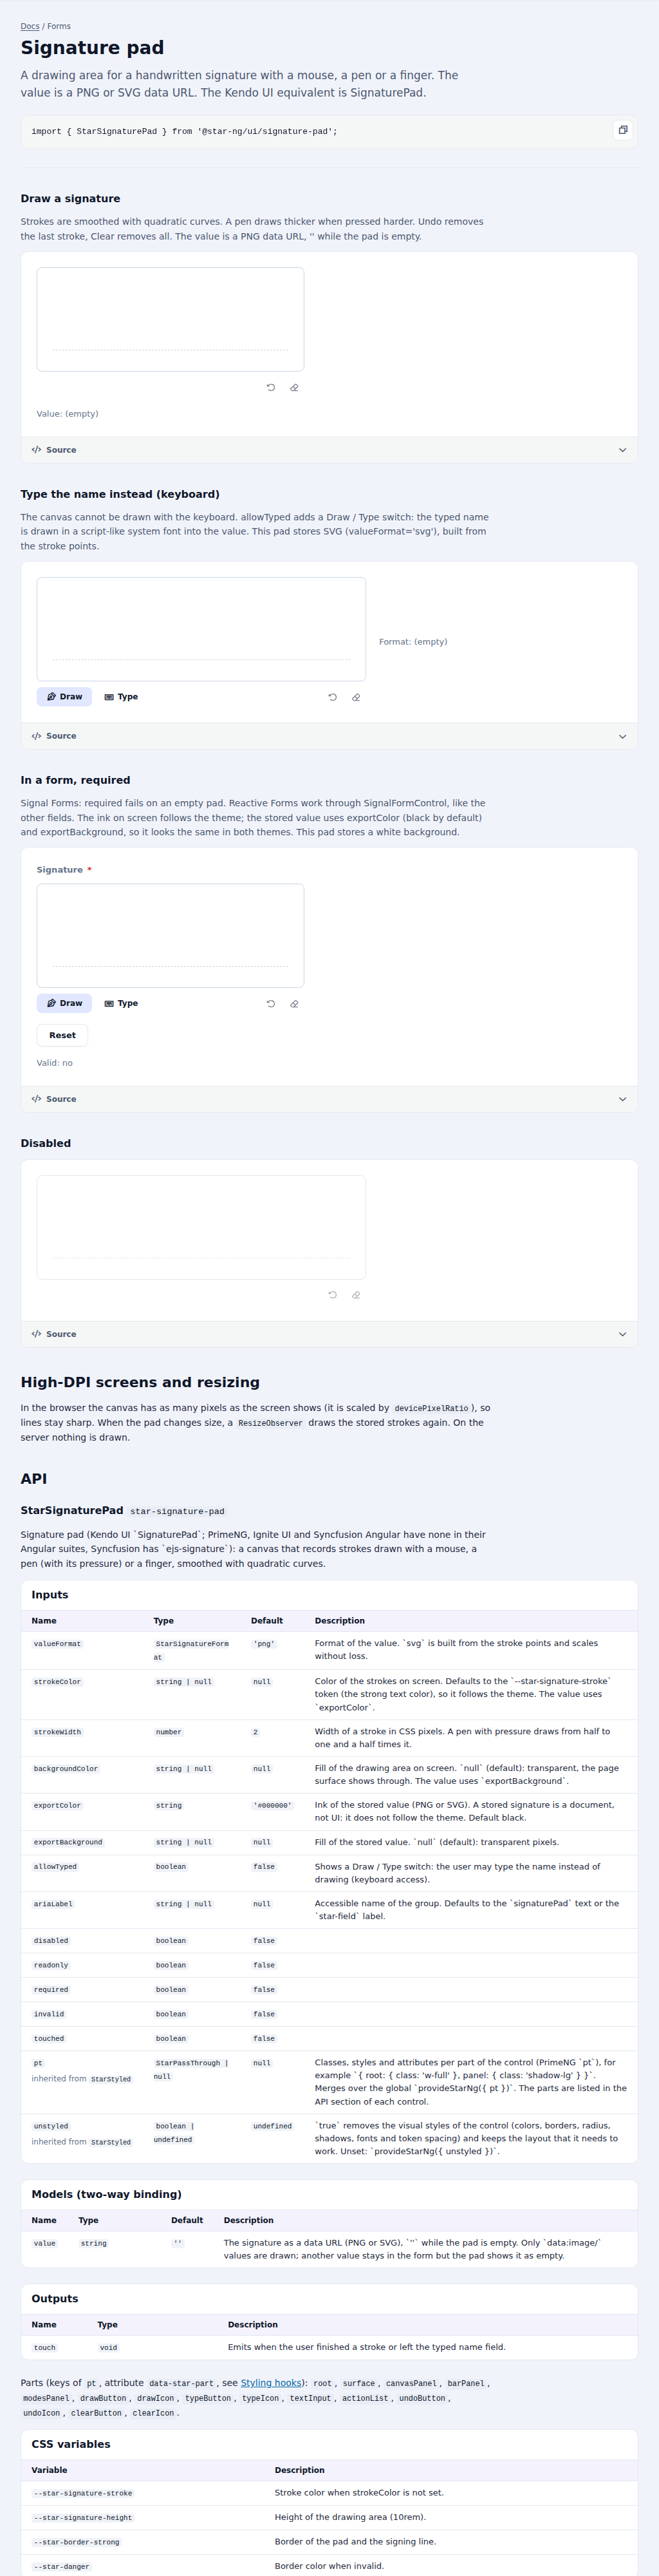 Docs / Forms
Signature pad
A drawing area for a handwritten signature with a mouse, a pen or a finger. The
value is a PNG or SVG data URL. The Kendo UI equivalent is SignaturePad.
import { StarSignaturePad } from '@star-ng/ui/signature-pad';
Draw a signature
Strokes are smoothed with quadratic curves. A pen draws thicker when pressed harder. Undo removes
the last stroke, Clear removes all. The value is a PNG data URL, '' while the pad is empty.
Value: (empty)
Source
Type the name instead (keyboard)
The canvas cannot be drawn with the keyboard. allowTyped adds a Draw / Type switch: the typed name
is drawn in a script-like system font into the value. This pad stores SVG (valueFormat='svg'), built from
the stroke points.
Format: (empty)
Draw Type
Source
In a form, required
Signal Forms: required fails on an empty pad. Reactive Forms work through SignalFormControl, like the
other fields. The ink on screen follows the theme; the stored value uses exportColor (black by default)
and exportBackground, so it looks the same in both themes. This pad stores a white background.
Signature *
Draw Type
Reset
Valid: no
Source
Disabled
Source
High-DPI screens and resizing
In the browser the canvas has as many pixels as the screen shows (it is scaled by devicePixelRatio), so
lines stay sharp. When the pad changes size, a ResizeObserver draws the stored strokes again. On the
server nothing is drawn.
API
StarSignaturePad star-signature-pad
Signature pad (Kendo UI `SignaturePad`; PrimeNG, Ignite UI and Syncfusion Angular have none in their
Angular suites, Syncfusion has `ejs-signature`): a canvas that records strokes drawn with a mouse, a
pen (with its pressure) or a finger, smoothed with quadratic curves.
Inputs
Name Type Default Description
valueFormat StarSignatureForm 'png' Format of the value. `svg` is built from the stroke points and scales
at without loss.
strokeColor string | null null Color of the strokes on screen. Defaults to the `--star-signature-stroke`
token (the strong text color), so it follows the theme. The value uses
`exportColor`.
strokeWidth number 2 Width of a stroke in CSS pixels. A pen with pressure draws from half to
one and a half times it.
backgroundColor string | null null Fill of the drawing area on screen. `null` (default): transparent, the page
surface shows through. The value uses `exportBackground`.
exportColor string '#000000' Ink of the stored value (PNG or SVG). A stored signature is a document,
not UI: it does not follow the theme. Default black.
exportBackground string | null null Fill of the stored value. `null` (default): transparent pixels.
allowTyped boolean false Shows a Draw / Type switch: the user may type the name instead of
drawing (keyboard access).
ariaLabel string | null null Accessible name of the group. Defaults to the `signaturePad` text or the
`star-field` label.
disabled boolean false
readonly boolean false
required boolean false
invalid boolean false
touched boolean false
pt StarPassThrough | null Classes, styles and attributes per part of the control (PrimeNG `pt`), for
inherited from StarStyled null example `{ root: { class: 'w-full' }, panel: { class: 'shadow-lg' } }`.
Merges over the global `provideStarNg({ pt })`. The parts are listed in the
API section of each control.
unstyled boolean | undefined `true` removes the visual styles of the control (colors, borders, radius,
inherited from StarStyled undefined shadows, fonts and token spacing) and keeps the layout that it needs to
work. Unset: `provideStarNg({ unstyled })`.
Models (two-way binding)
Name Type Default Description
value string '' The signature as a data URL (PNG or SVG), `''` while the pad is empty. Only `data:image/`
values are drawn; another value stays in the form but the pad shows it as empty.
Outputs
Name Type Description
touch void Emits when the user finished a stroke or left the typed name field.
Parts (keys of pt, attribute data-star-part, see Styling hooks): root, surface, canvasPanel, barPanel,
modesPanel, drawButton, drawIcon, typeButton, typeIcon, textInput, actionList, undoButton,
undoIcon, clearButton, clearIcon.
CSS variables
Variable Description
--star-signature-stroke Stroke color when strokeColor is not set.
--star-signature-height Height of the drawing area (10rem).
--star-border-strong Border of the pad and the signing line.
--star-danger Border color when invalid.